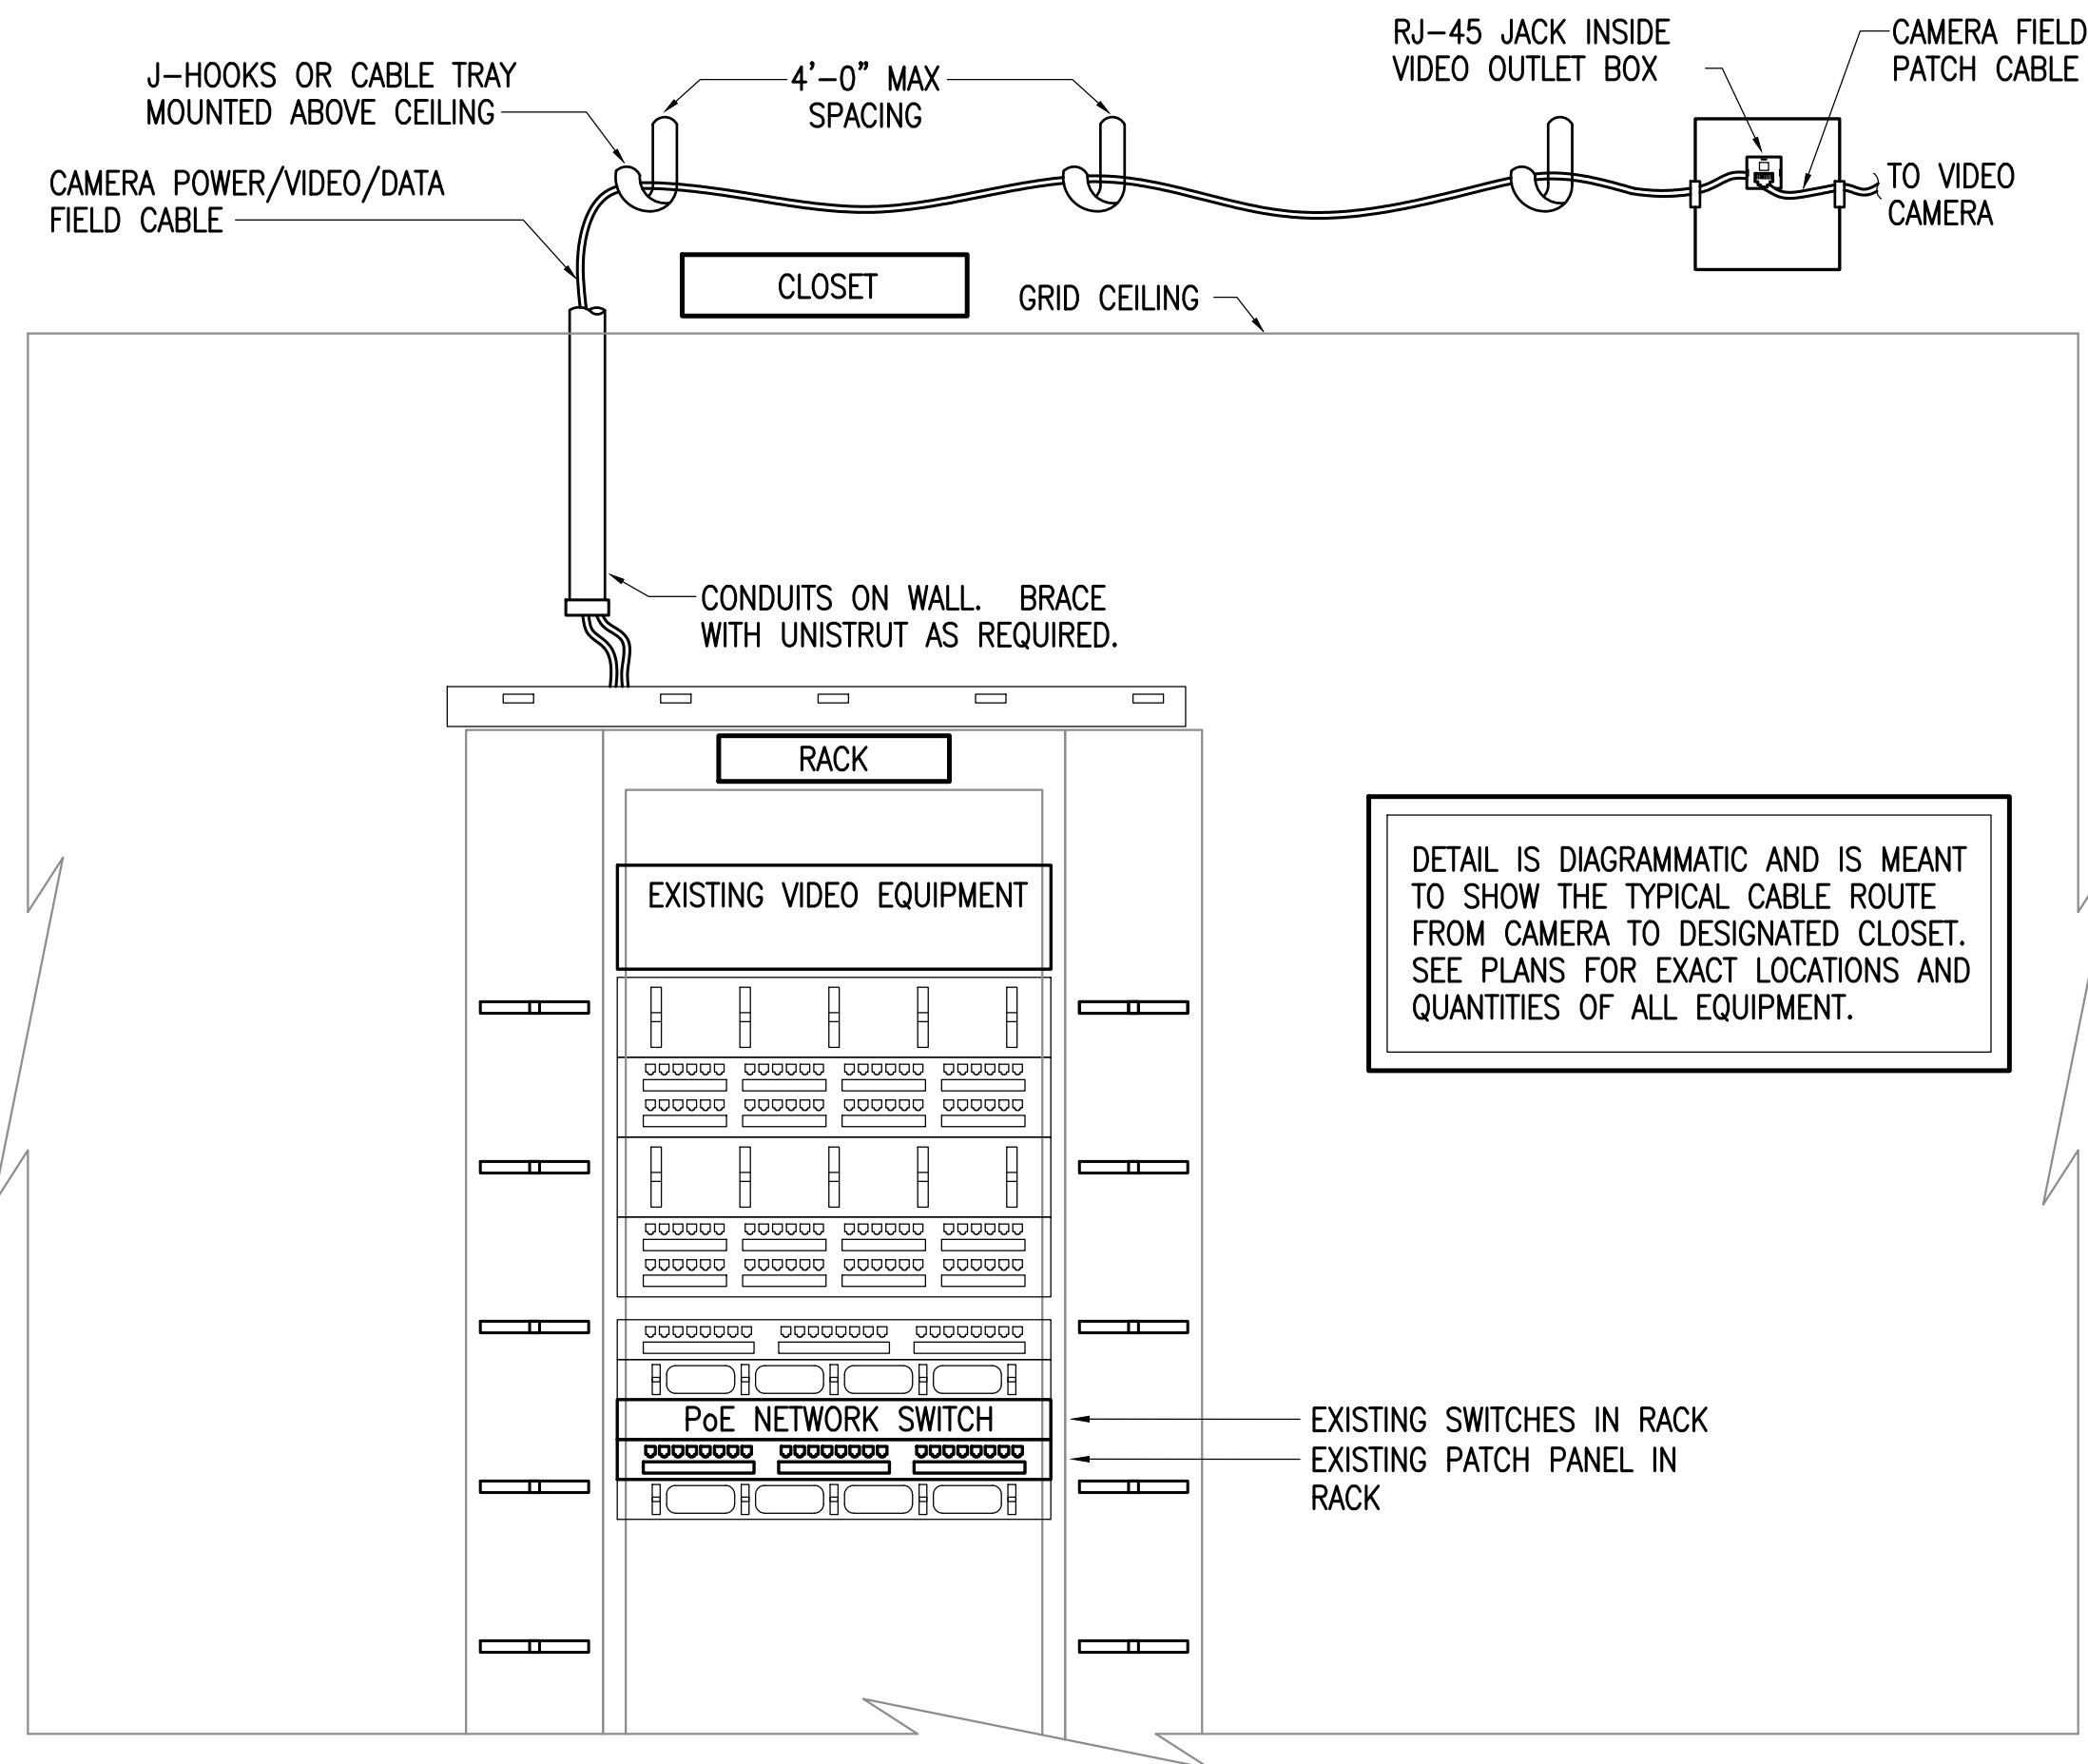 RJ-45 JACK INSIDE
VIDEO OUTLET BOX
CAMERA FIELD
PATCH CABLE
J-HOOKS OR CABLE TRAY
MOUNTED ABOVE CEILING
4'-0" MAX
SPACING
CAMERA POWER/VIDEO/DATA
FIELD CABLE
TO VIDEO
CAMERA
CLOSET
GRID CEILING
CONDUITS ON WALL. BRACE
WITH UNISTRUT AS REQUIRED.
RACK
EXISTING VIDEO EQUIPMENT
DETAIL IS DIAGRAMMATIC AND IS MEANT
TO SHOW THE TYPICAL CABLE ROUTE
FROM CAMERA TO DESIGNATED CLOSET.
SEE PLANS FOR EXACT LOCATIONS AND
QUANTITIES OF ALL EQUIPMENT.
PoE NETWORK SWITCH
EXISTING SWITCHES IN RACK
EXISTING PATCH PANEL IN
RACK